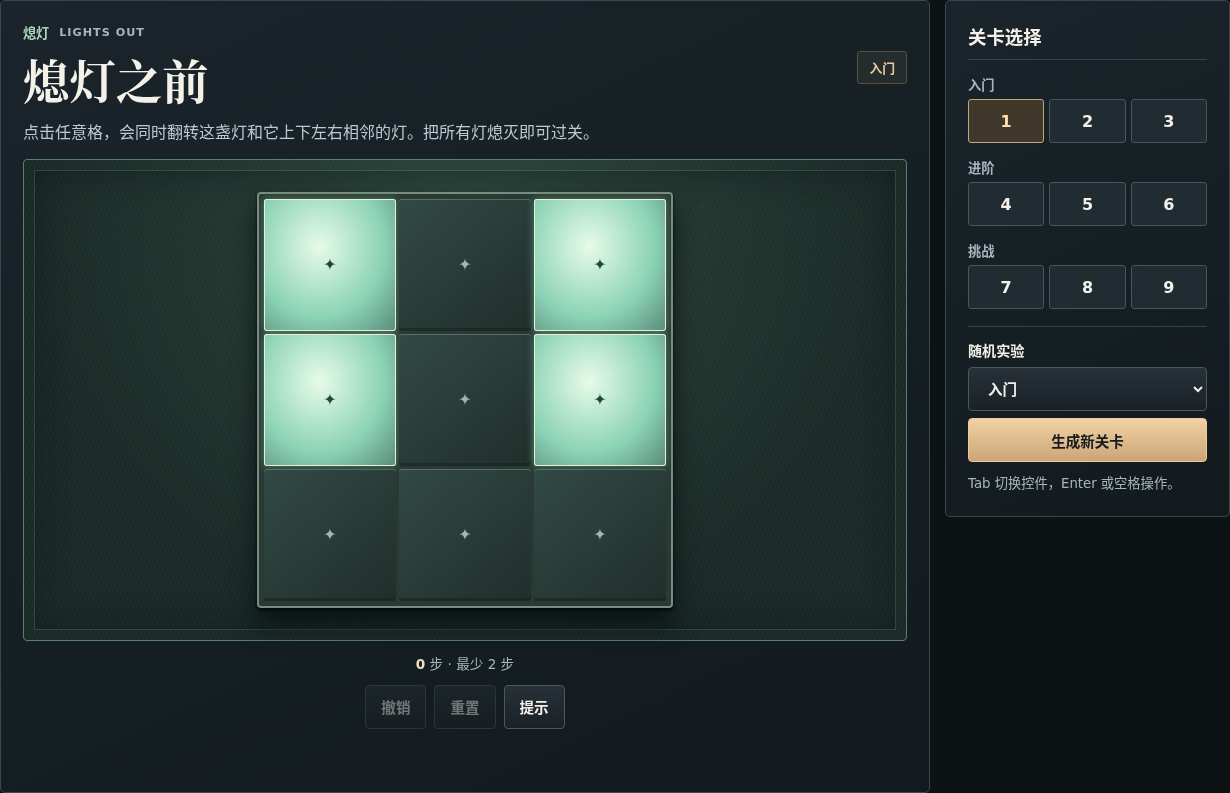 熄灯 LIGHTS OUT
熄灯之前
入门
点击任意格，会同时翻转这盏灯和它上下左右相邻的灯。把所有灯熄灭即可过关。
0 步 · 最少 2 步
撤销 重置 提示
关卡选择
入门
1 2 3
进阶
4 5 6
挑战
7 8 9
随机实验
入门
生成新关卡
Tab 切换控件，Enter 或空格操作。